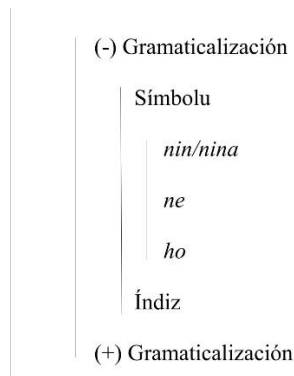 (-) Gramaticalización
Símbolu
nin/nina
ne
ho
Índiz
(+) Gramaticalización